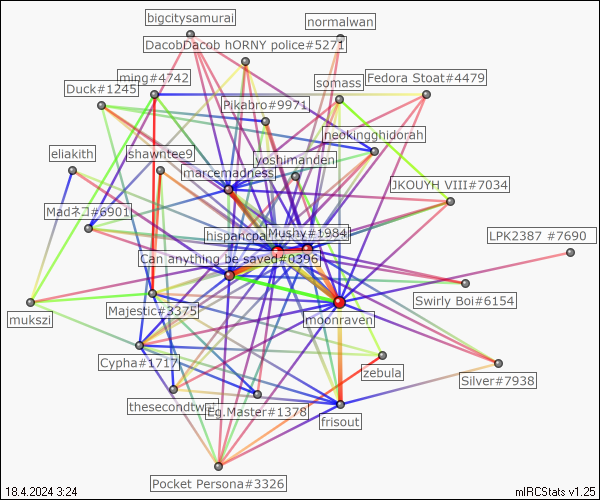 bigcitysamurai
normalwan
DacobDacob hORNY police#5271
ming#4742
somass
Fedora Stoat#4479
Duck#1245
Pikabro#9971
neokingghidorah
eliakith
shawntee9
yoshimanden
marcemadness
JKOUYH VIII#7034
Madネコ#6901
hispancpa
Mushy#1984
LPK2387 #7690
Can anything be saved#0396
Swirly Boi#6154
mukszi
Majestic#3375
moonraven
Cypha#1717
zebula
Silver#7938
Eg.Master#1378
frisout
Pocket Persona#3326
18.4.2024 3:24
mIRCStats v1.25